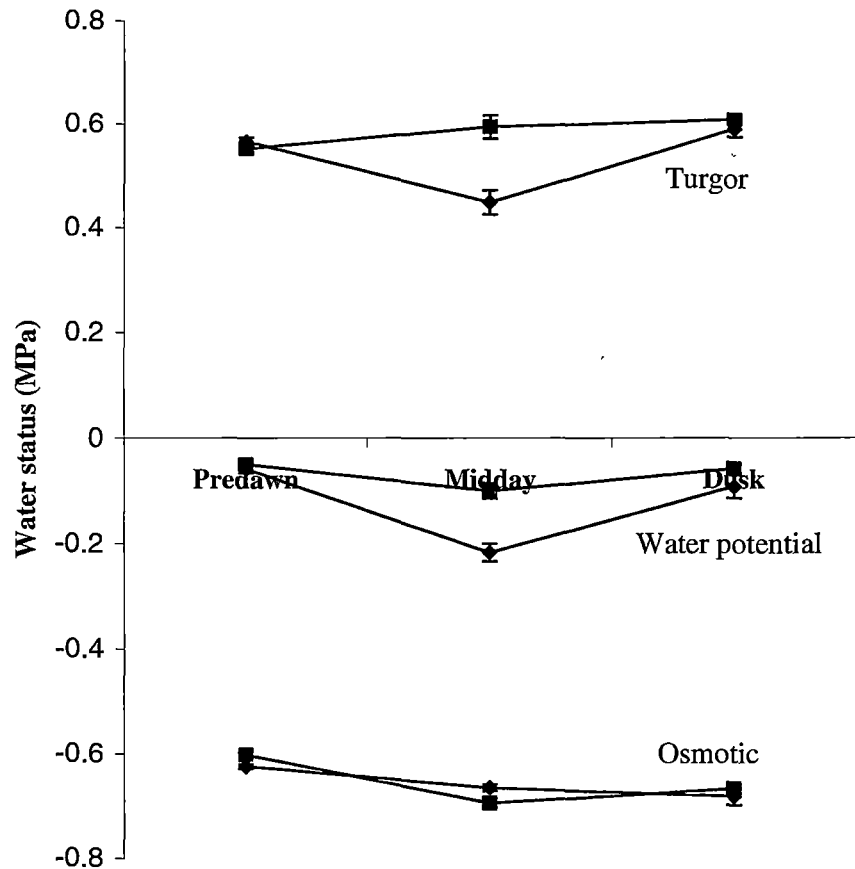 0.8
0.6
Turgor
0.4
0.2
Water status (MPa)
0
Predawn Midday Dusk
-0.2
Water potential
-0.4
-0.6
Osmotic
-0.8